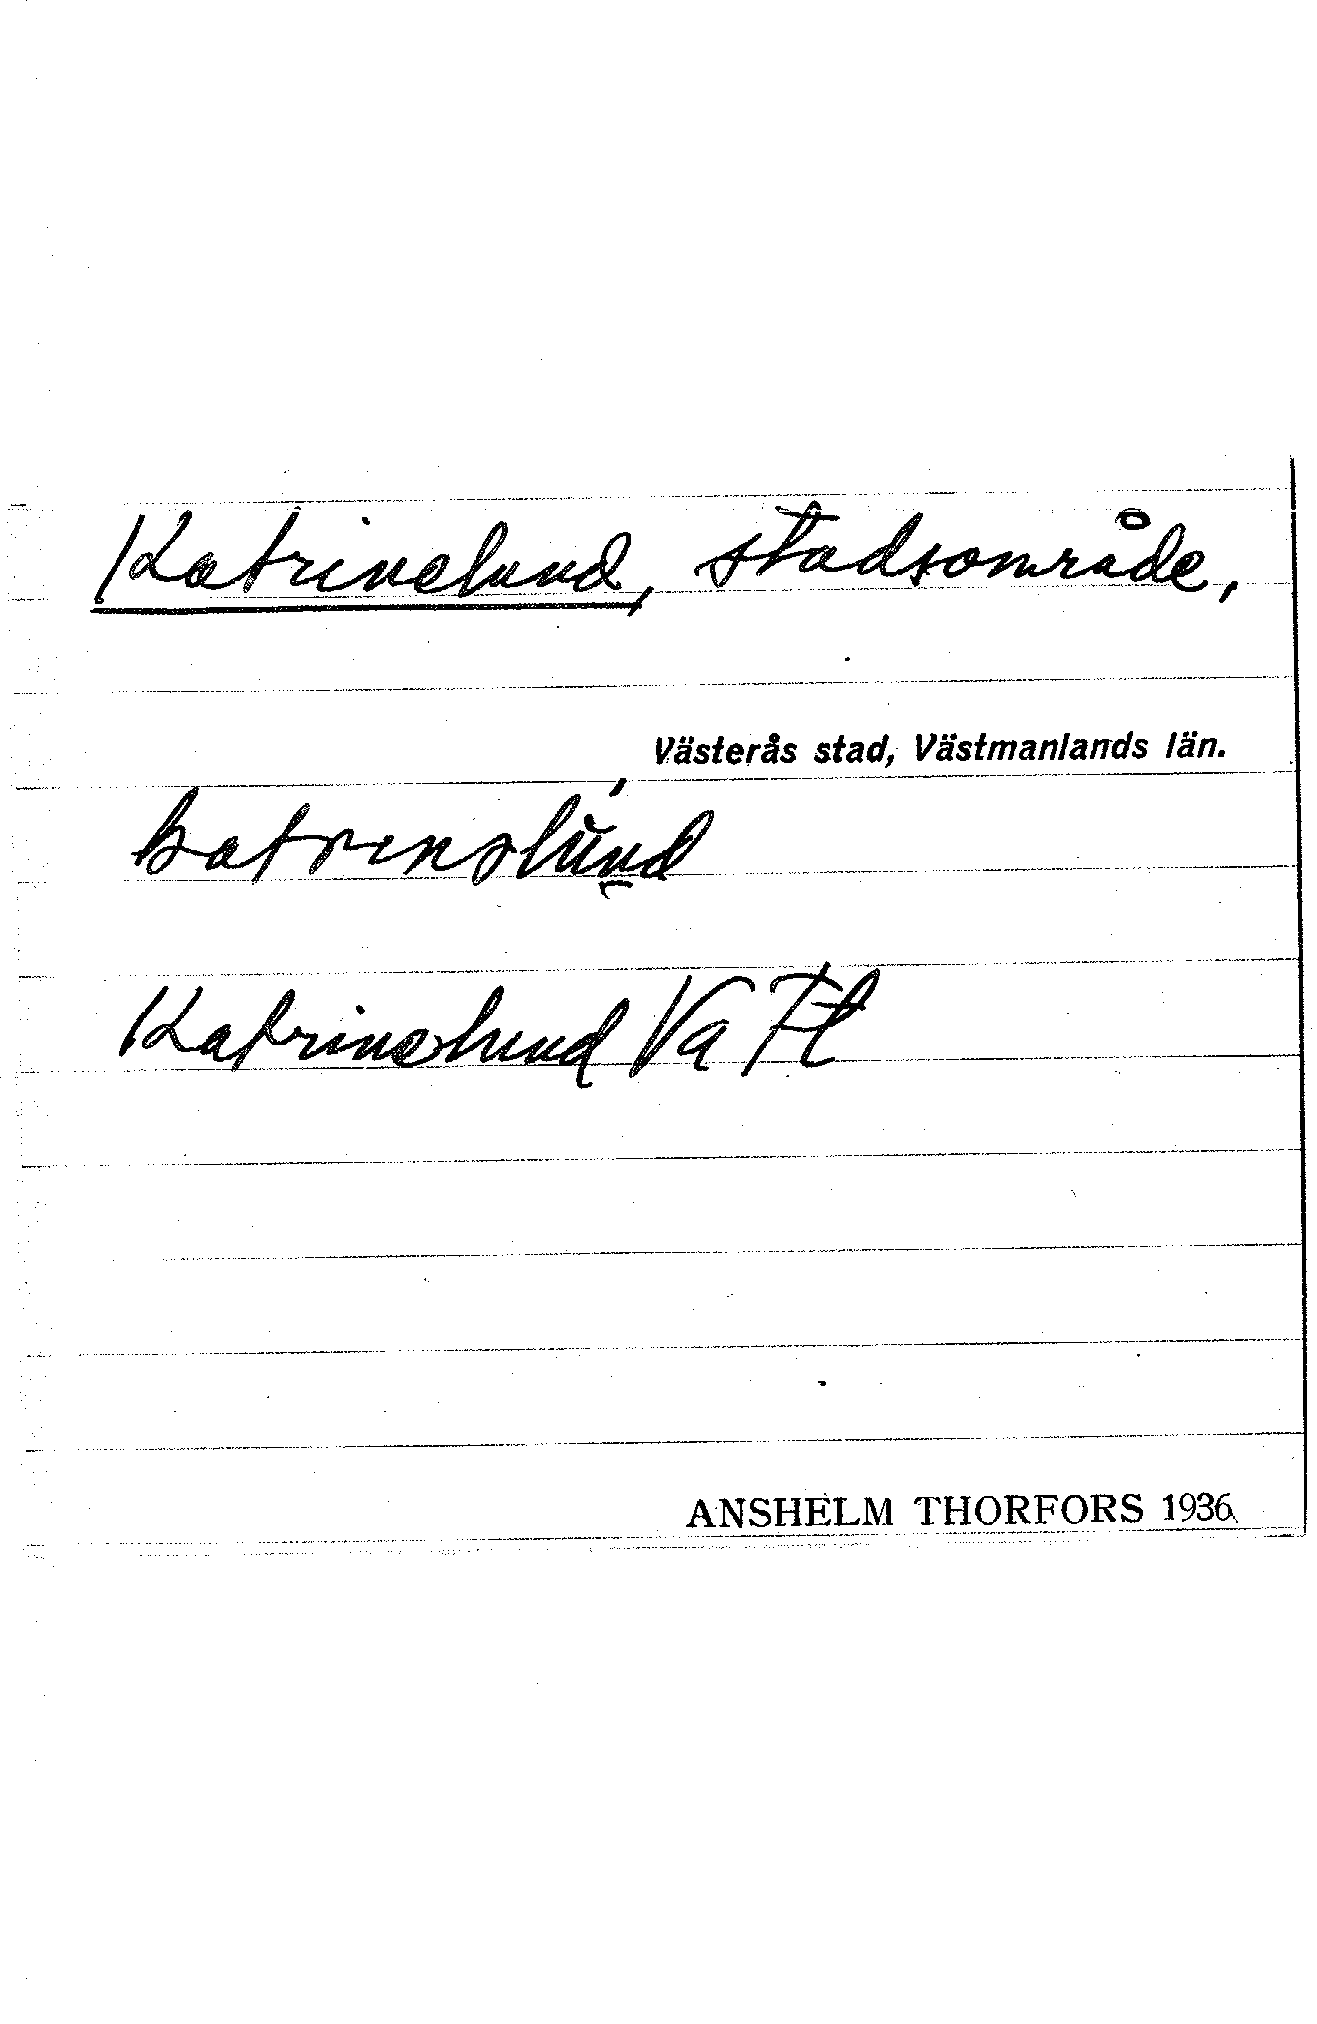 Katrinelund, stadsområde,
Västerås stad, Västmanlands län.
katrinslund
Katrinelund Va Fl
ANSHELM THORFORS 1936